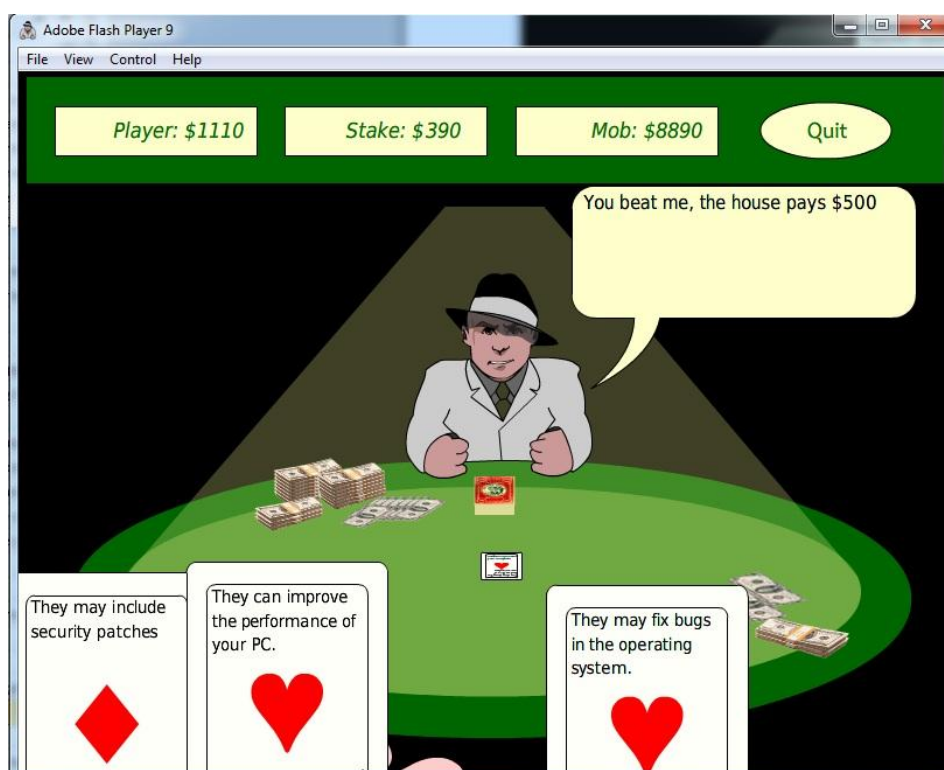 Adobe Flash Player 9
File View Control Help
Player: $1110
Stake: $390
Mob: $8890
Quit
You beat me, the house pays $500
They may include
security patches
They can improve
the performance of
your PC.
They may fix bugs
in the operating
system.